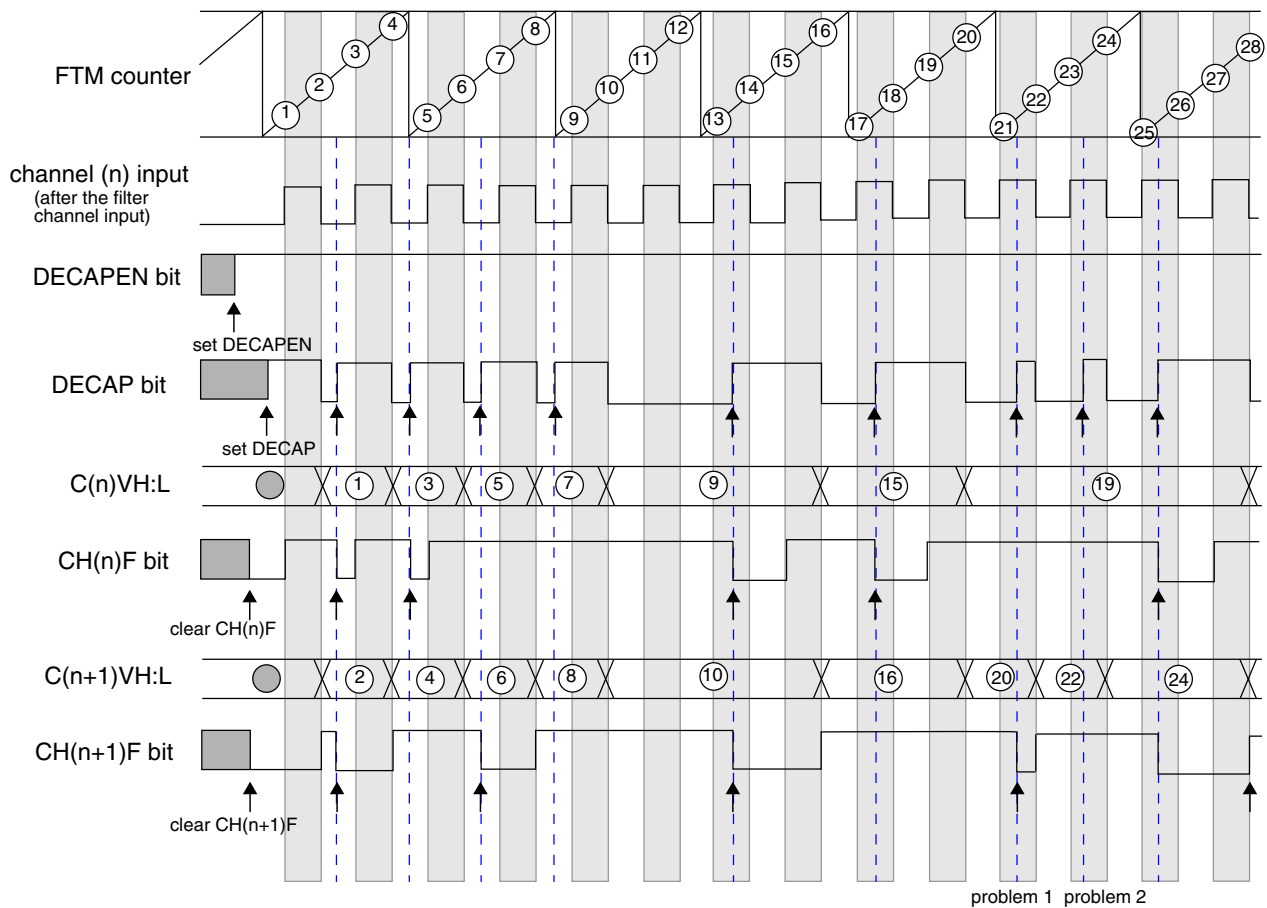 FTM counter
1
2
3
4
5
6
7
8
9
10
11
12
13
14
15
16
17
18
19
20
21
22
23
24
25
26
27
28
channel (n) input
(after the filter
channel input)
DECAPEN bit
set DECAPEN
DECAP bit
set DECAP
C(n)VH:L
1
3
5
7
9
15
19
CH(n)F bit
clear CH(n)F
C(n+1)VH:L
2
4
6
8
10
16
20
22
24
CH(n+1)F bit
clear CH(n+1)F
problem 1 problem 2